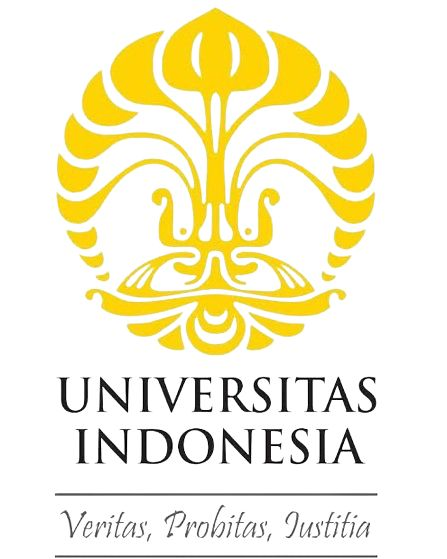 UNIVERSITAS
INDONESIA
Veritas, Probitas, Iustitia